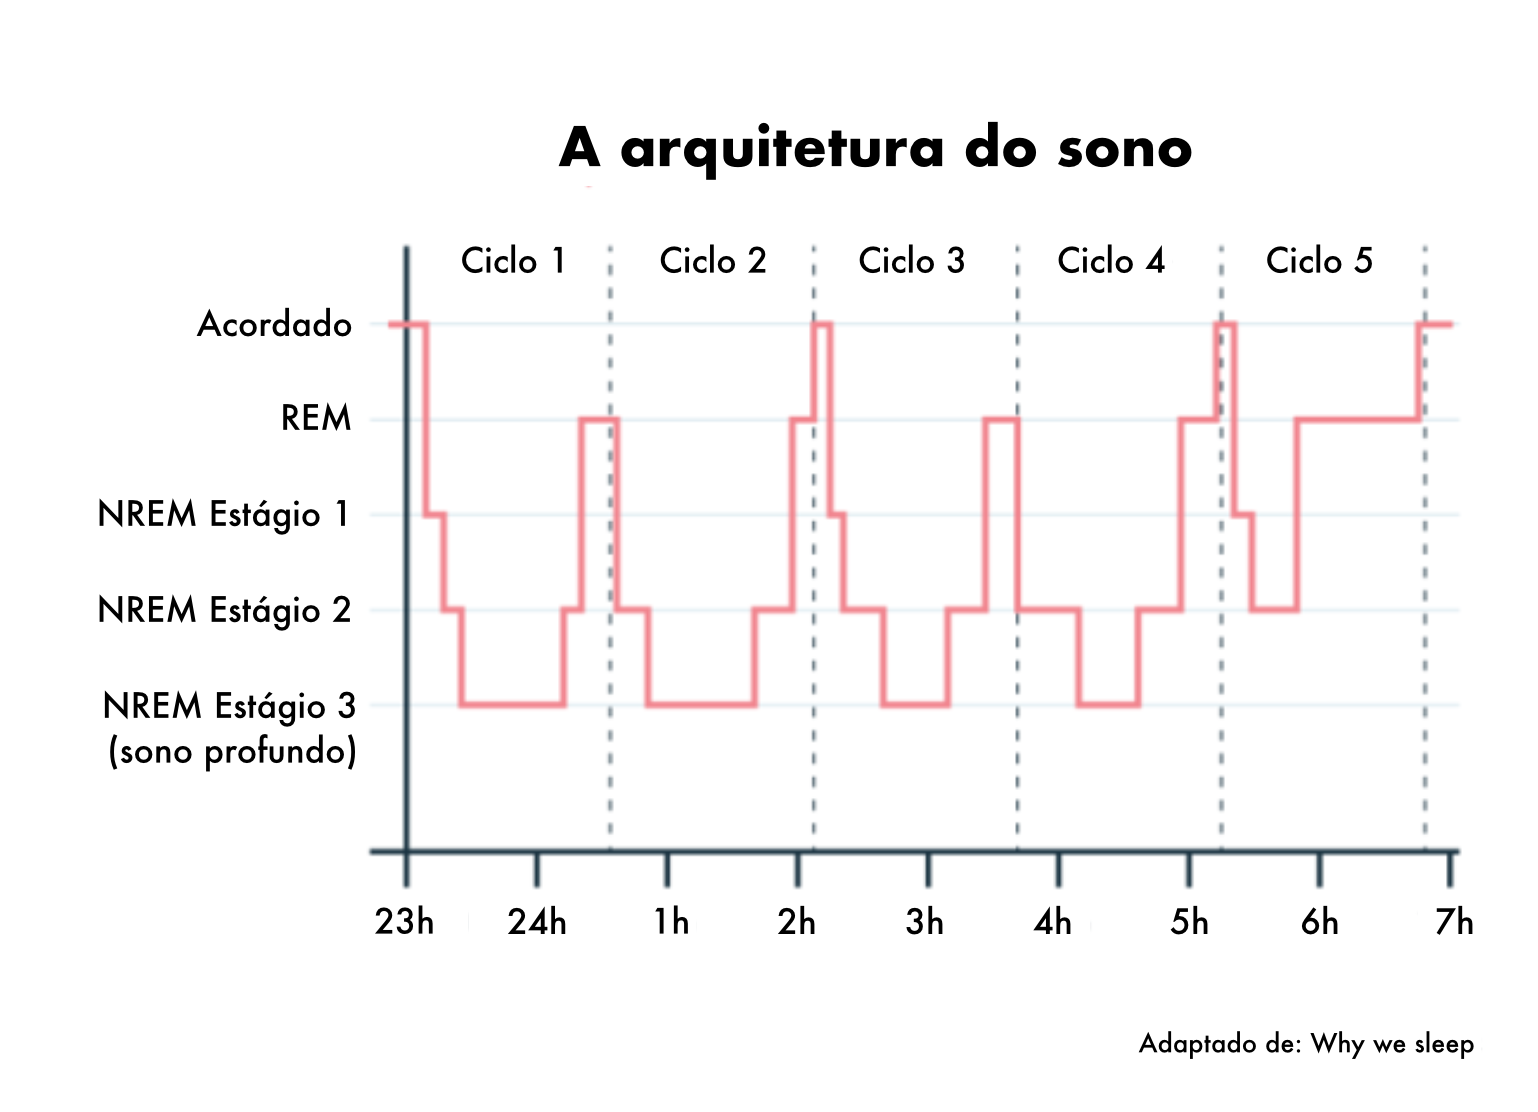 A arquitetura do sono
Ciclo 1
Ciclo 2
Ciclo 3
Ciclo 4
Ciclo 5
Acordado
REM
NREM Estágio 1
NREM Estágio 2
NREM Estágio 3
(sono profundo)
23h
24h
1h
2h
3h
4h
5h
6h
7h
Adaptado de: Why we sleep